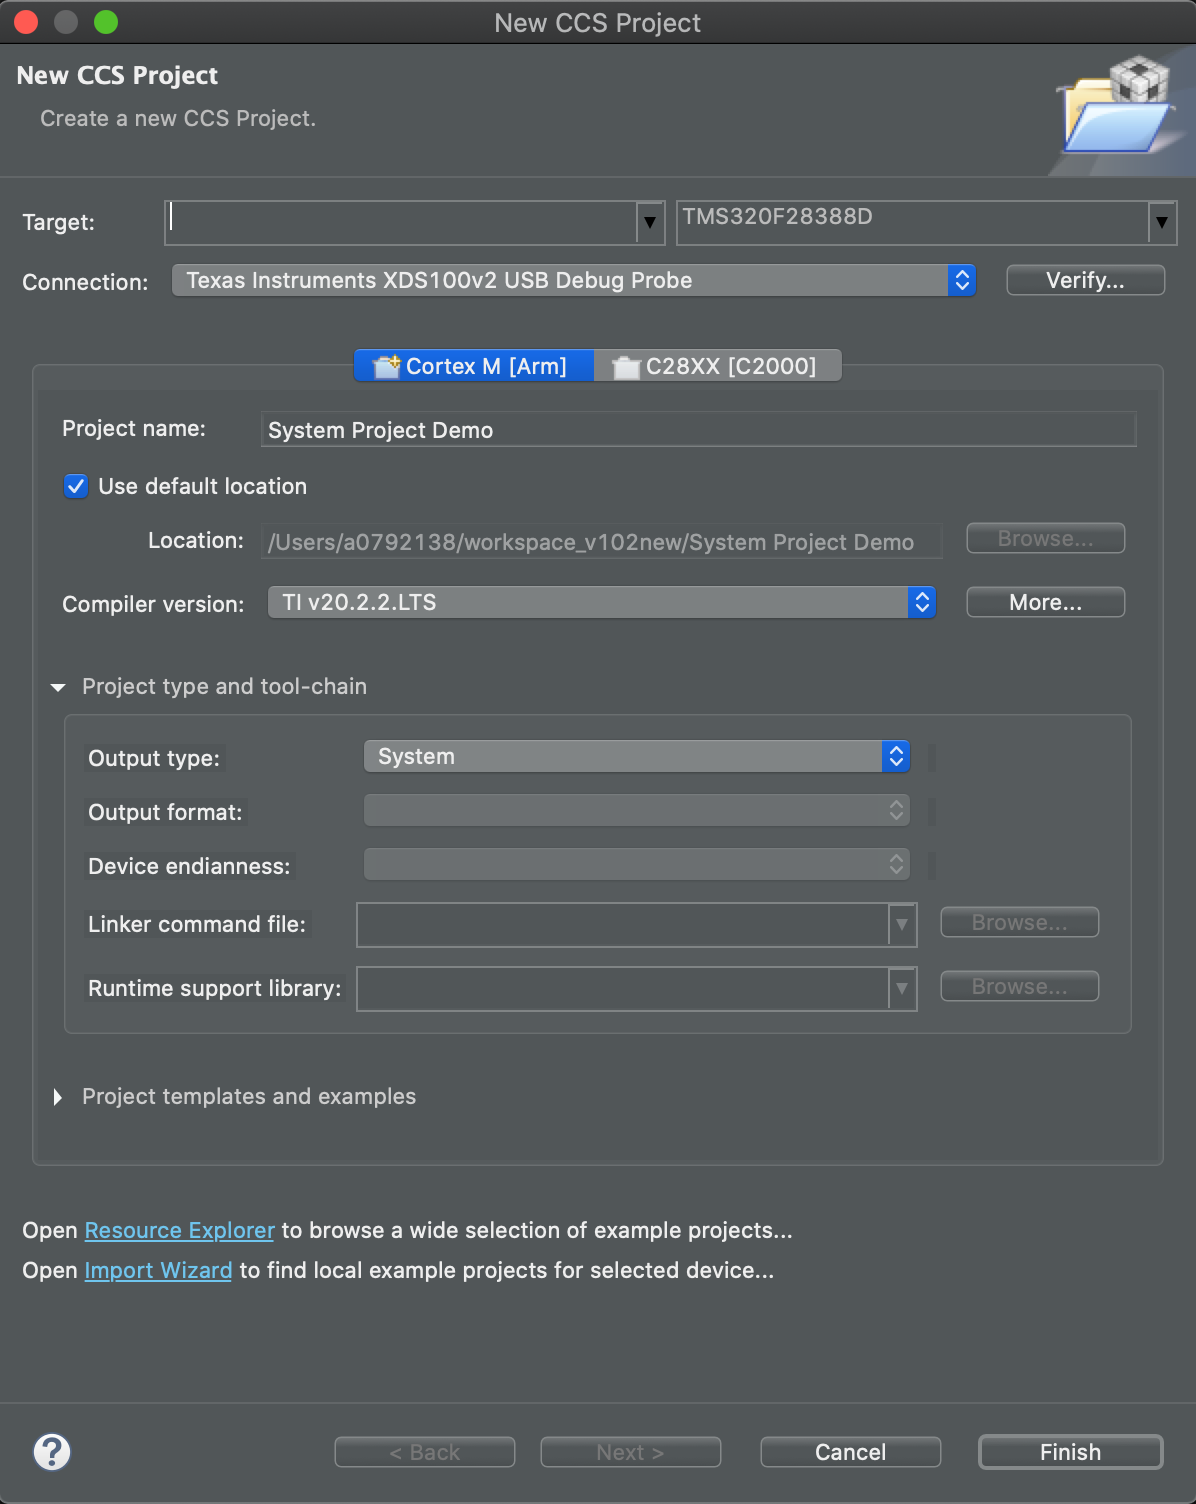 New CCS Project
New CCS Project
Create a new CCS Project.
Target: TMS320F28388D
Connection: Texas Instruments XDS100v2 USB Debug Probe Verify...
Cortex M [Arm] C28XX [C2000]
Project name: System Project Demo
Use default location
Location: /Users/a0792138/workspace_v102new/System Project Demo Browse...
Compiler version: TI v20.2.2.LTS More...
Project type and tool-chain
Output type: System
Output format:
Device endianness:
Linker command file: Browse...
Runtime support library: Browse...
Project templates and examples
Open Resource Explorer to browse a wide selection of example projects...
Open Import Wizard to find local example projects for selected device...
? < Back Next > Cancel Finish